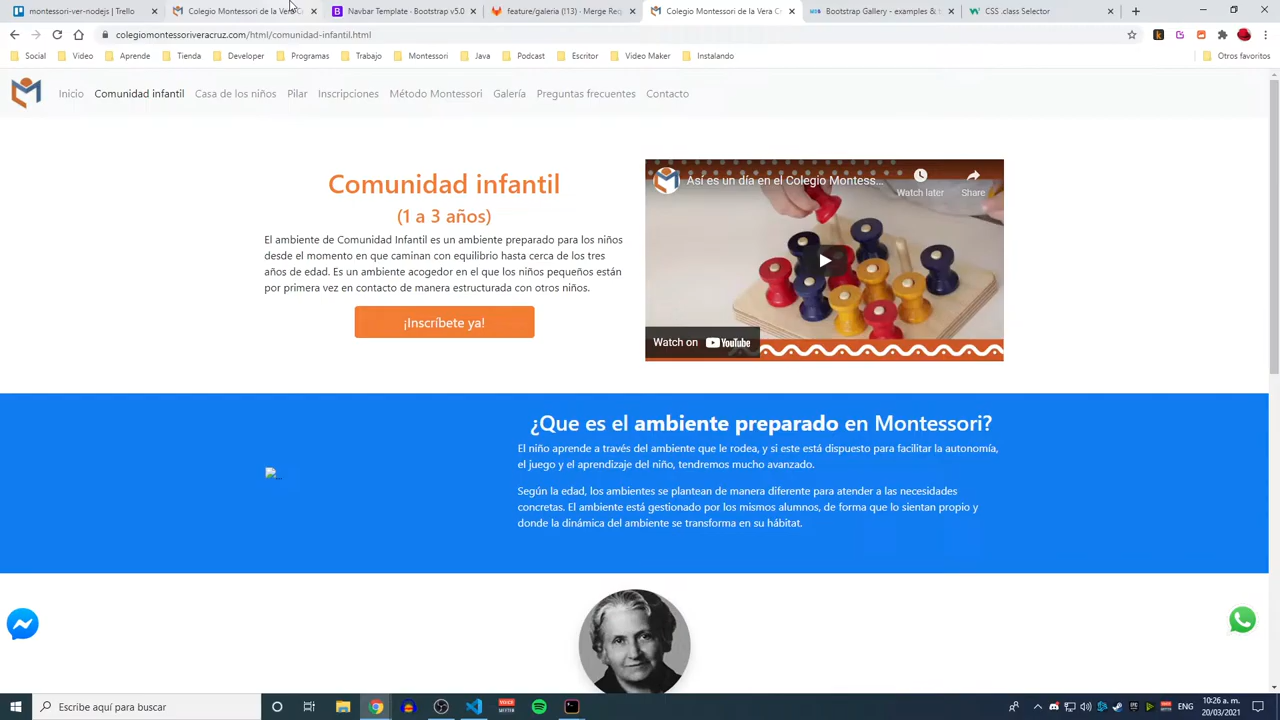 montessori-ver-nodejs | Trello
Colegio Montessori de la Vera C
Navbar Template · Bootstrap v5.0
feature/galeria (!13) · Merge Req
Colegio Montessori de la Vera C
Bootstrap Gallery - examples & t
CSS .class Selector
colegiomontessoriveracruz.com/html/comunidad-infantil.html
Social
Video
Aprende
Tienda
Developer
Programas
Trabajo
Montessori
Java
Podcast
Escritor
Video Maker
Instalando
Otros favoritos
Inicio
Comunidad infantil
Casa de los niños
Pilar
Inscripciones
Método Montessori
Galería
Preguntas frecuentes
Contacto
Comunidad infantil
(1 a 3 años)
El ambiente de Comunidad Infantil es un ambiente preparado para los niños
desde el momento en que caminan con equilibrio hasta cerca de los tres
años de edad. Es un ambiente acogedor en el que los niños pequeños están
por primera vez en contacto de manera estructurada con otros niños.
¡Inscríbete ya!
Así es un día en el Colegio Montess...
Watch later
Share
Watch on YouTube
¿Que es el ambiente preparado en Montessori?
El niño aprende a través del ambiente que le rodea, y si este está dispuesto para facilitar la autonomía,
el juego y el aprendizaje del niño, tendremos mucho avanzado.
Según la edad, los ambientes se plantean de manera diferente para atender a las necesidades
concretas. El ambiente está gestionado por los mismos alumnos, de forma que lo sientan propio y
donde la dinámica del ambiente se transforma en su hábitat.
Escribe aquí para buscar
ENG
10:26 a. m.
20/03/2021